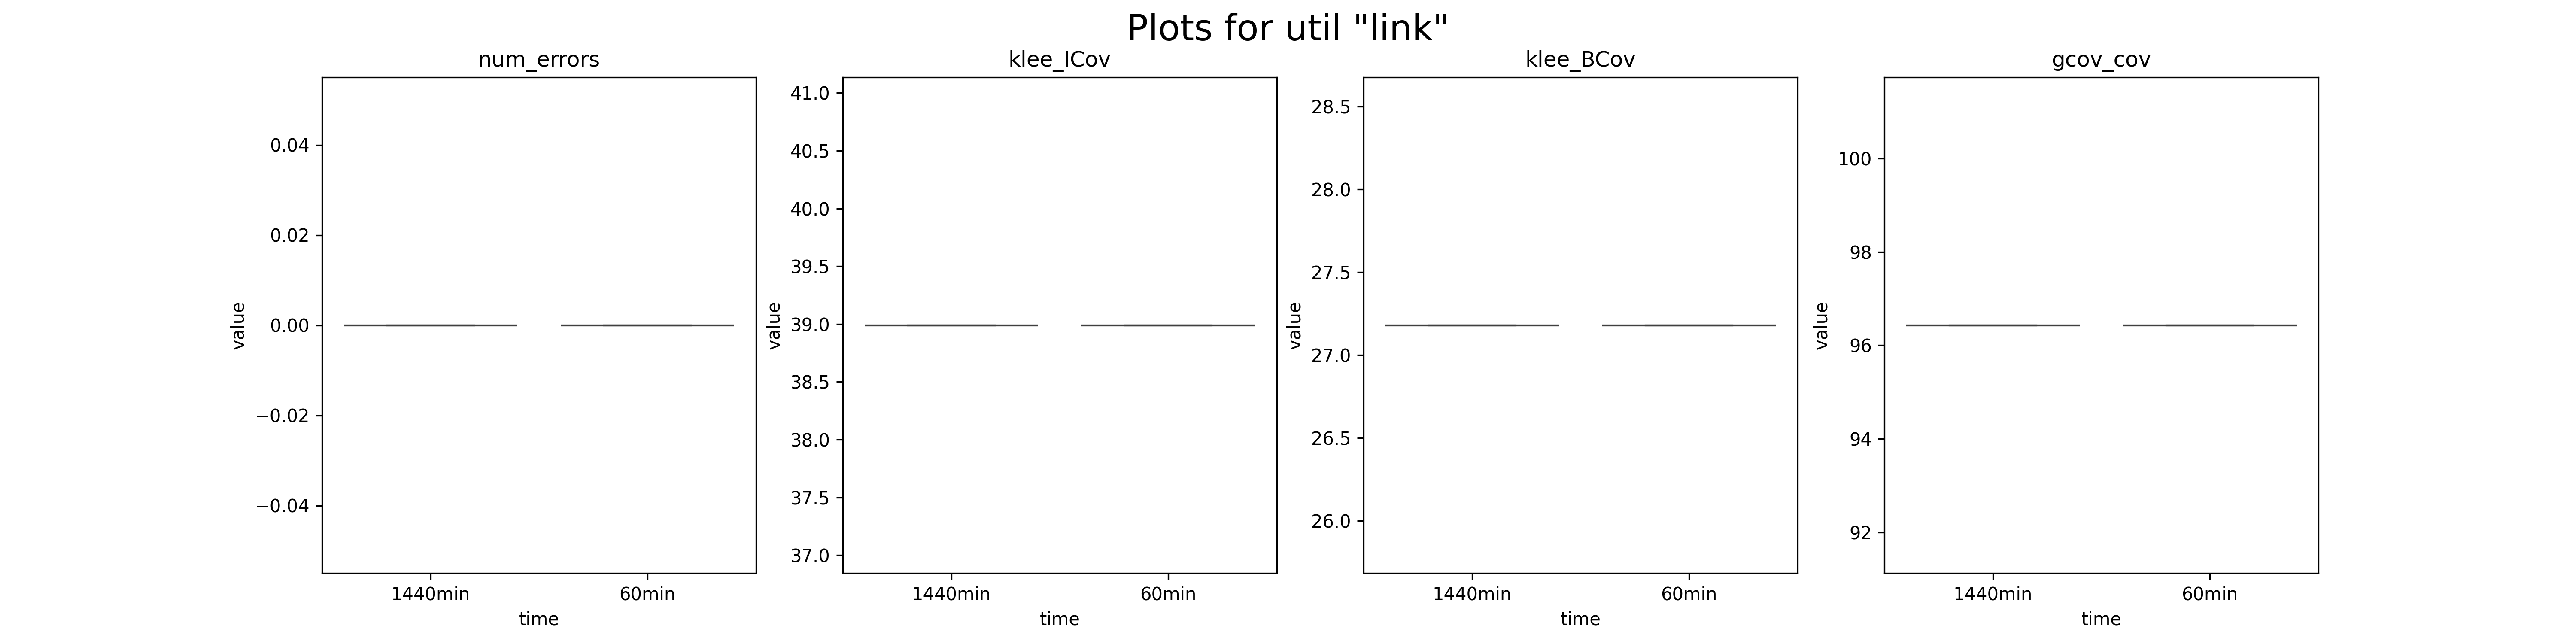 Plots for util "link"
num_errors
value
0.04
0.02
0.00
−0.02
−0.04
1440min
60min
time
klee_ICov
value
41.0
40.5
40.0
39.5
39.0
38.5
38.0
37.5
37.0
1440min
60min
time
klee_BCov
value
28.5
28.0
27.5
27.0
26.5
26.0
1440min
60min
time
gcov_cov
value
100
98
96
94
92
1440min
60min
time